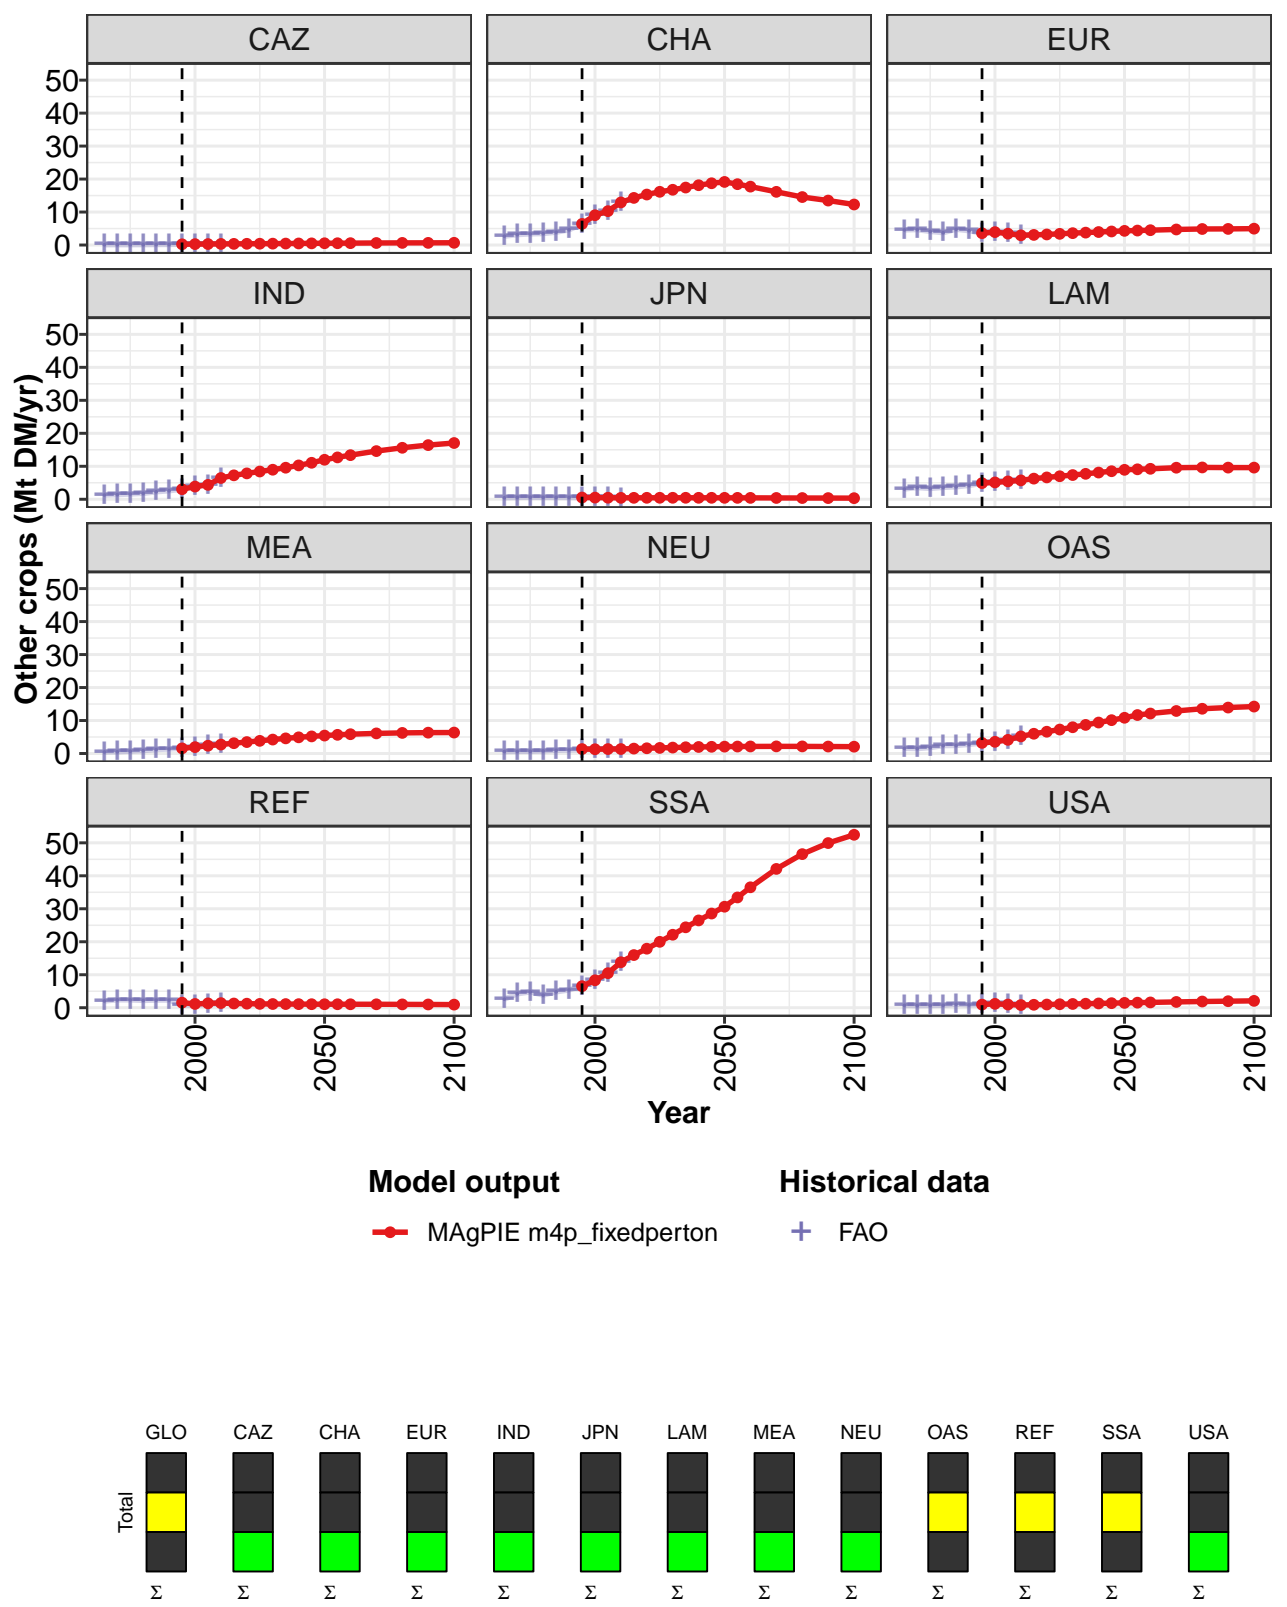 CAZ CHA EUR
50
40
30
20
10
0
IND JPN LAM
50
40
30
20
10
0
Other crops (Mt DM/yr)
MEA NEU OAS
50
40
30
20
10
0
REF SSA USA
50
40
30
20
10
0
2000 2050 2100 2000 2050 2100 2000 2050 2100
Year
Model output Historical data
MAgPIE m4p_fixedperton FAO
GLO CAZ CHA EUR IND JPN LAM MEA NEU OAS REF SSA USA
Total
Σ Σ Σ Σ Σ Σ Σ Σ Σ Σ Σ Σ Σ